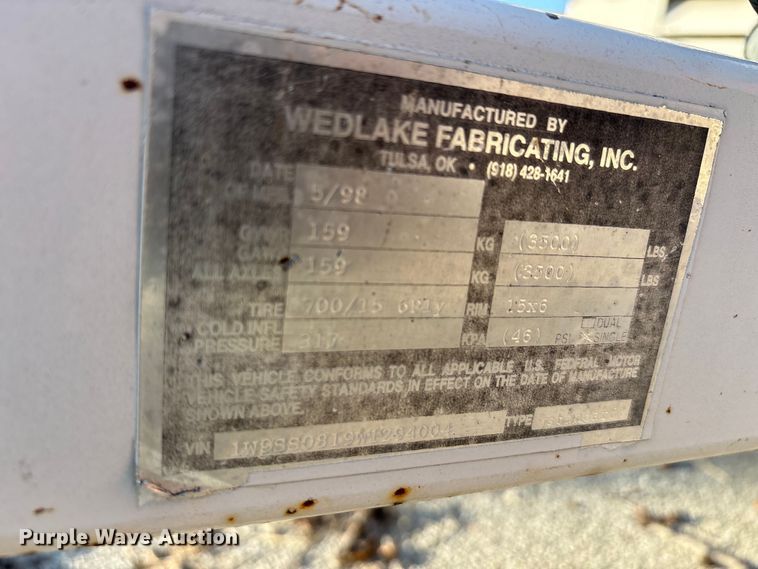 MANUFACTURED BY
WEDLAKE FABRICATING, INC.
TULSA, OK • (918) 428-1641
DATE
OF MFR 5/98
GVWR 159 KG (3500) LBS
GAWR
ALL AXLES 159 KG (3500) LBS
TIRE 700/15 6Ply RIM 15x6
COLD INFL. PRESSURE 317 KPA (46) PSI DUAL SINGLE
THIS VEHICLE CONFORMS TO ALL APPLICABLE U.S. FEDERAL MOTOR
VEHICLE SAFETY STANDARDS IN EFFECT ON THE DATE OF MANUFACTURE
SHOWN ABOVE.
VIN TYPE
Purple Wave Auction